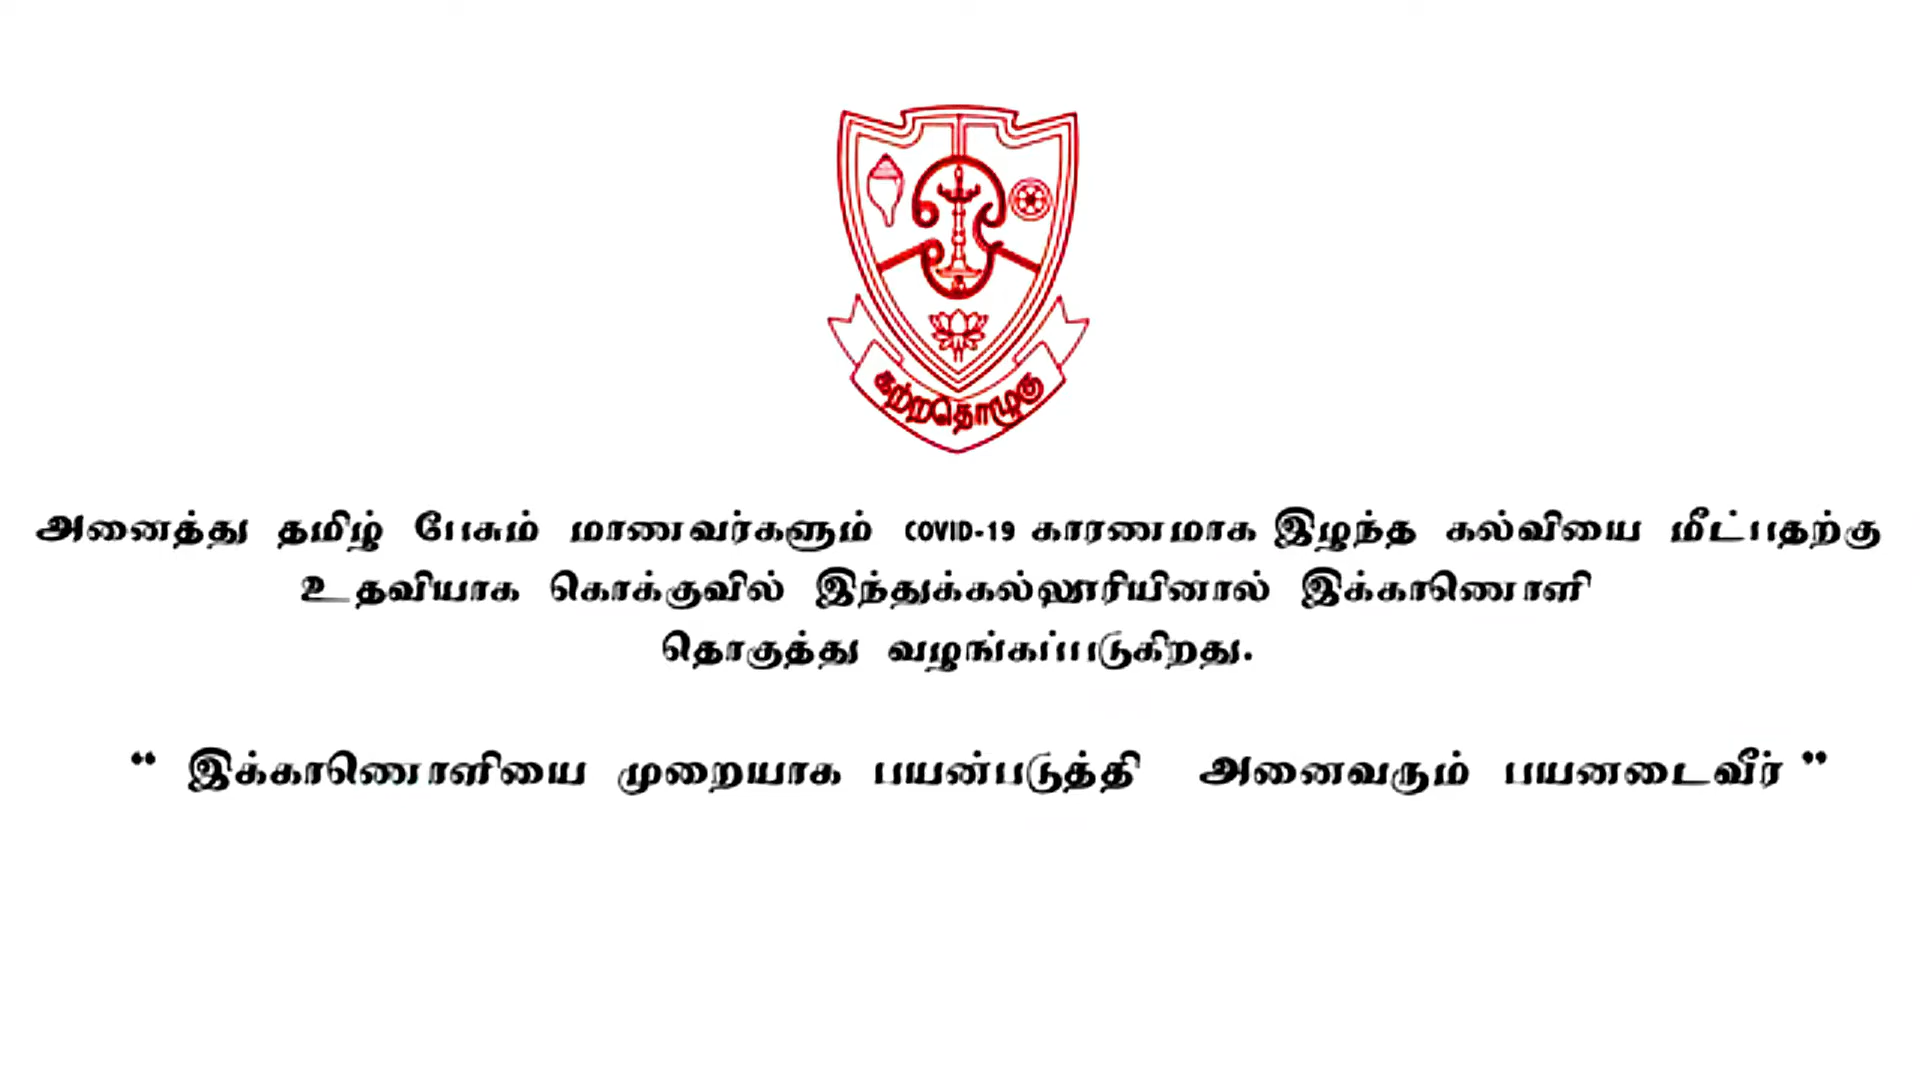 கற்றதொழுகு
அனைத்து தமிழ் பேசும் மாணவர்களும் COVID-19 காரணமாக இழந்த கல்வியை மீட்பதற்கு
உதவியாக கொக்குவில் இந்துக்கல்லூரியினால் இக்காணொளி
தொகுத்து வழங்கப்படுகிறது.
“ இக்காணொளியை முறையாக பயன்படுத்தி அனைவரும் பயனடைவீர் ”